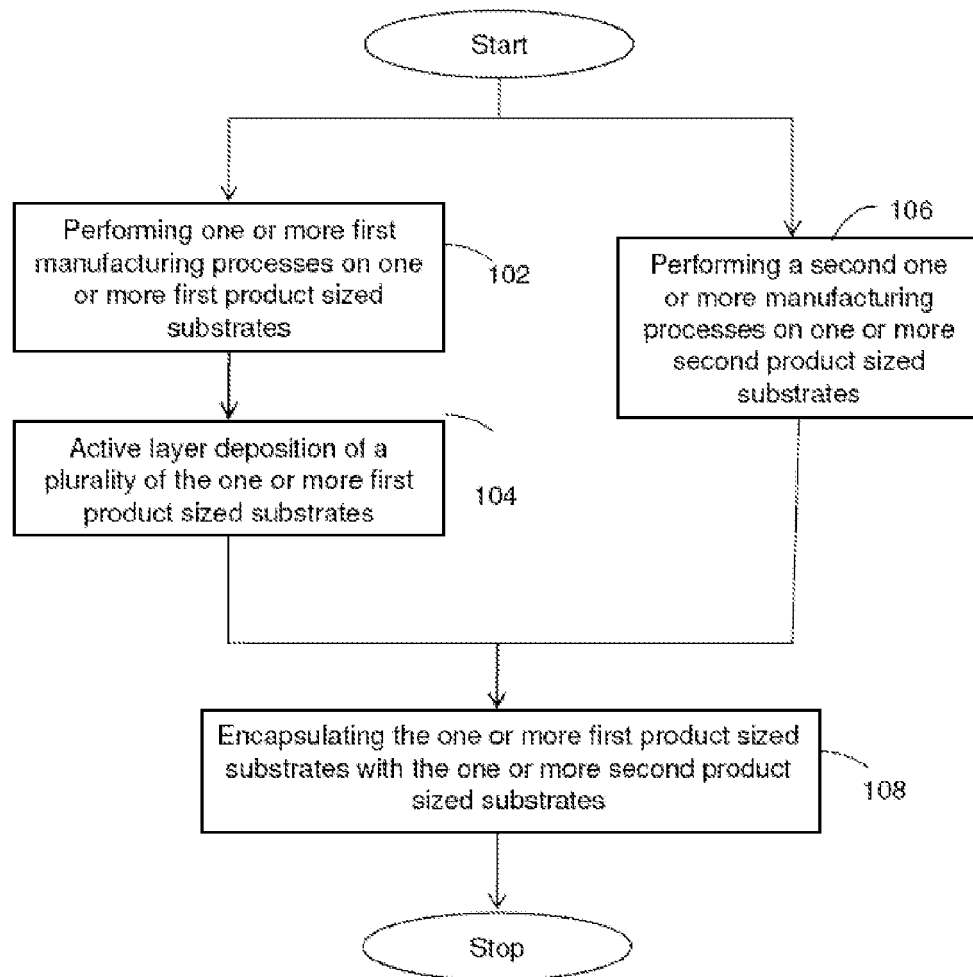 Start
Performing one or more first
manufacturing processes on one
or more first product sized
substrates
102
106
Performing a second one
or more manufacturing
processes on one or more
second product sized
substrates
Active layer deposition of a
plurality of the one or more first
product sized substrates
104
Encapsulating the one or more first product sized
substrates with the one or more second product
sized substrates
108
Stop